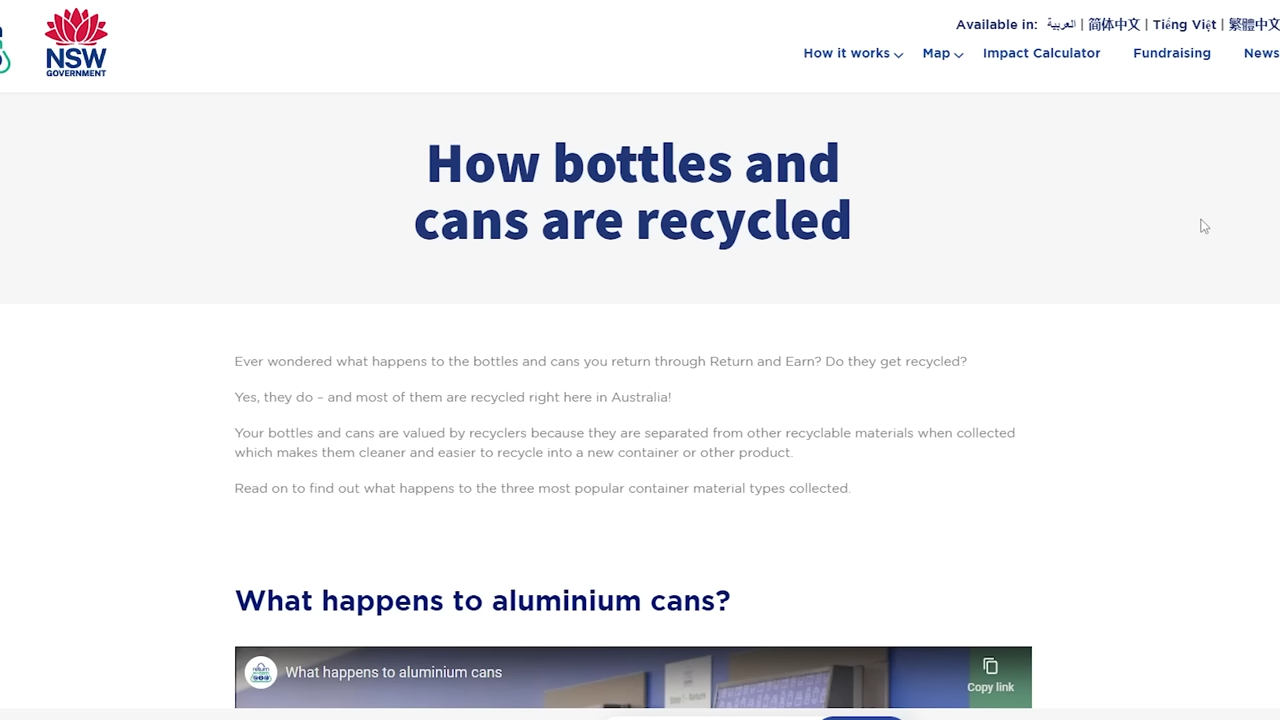 NSW
GOVERNMENT
Available in: العربية | 简体中文 | Tiếng Việt | 繁體中文
How it works Map Impact Calculator Fundraising News
How bottles and
cans are recycled
Ever wondered what happens to the bottles and cans you return through Return and Earn? Do they get recycled?
Yes, they do – and most of them are recycled right here in Australia!
Your bottles and cans are valued by recyclers because they are separated from other recyclable materials when collected
which makes them cleaner and easier to recycle into a new container or other product.
Read on to find out what happens to the three most popular container material types collected.
What happens to aluminium cans?
return
What happens to aluminium cans
Copy link